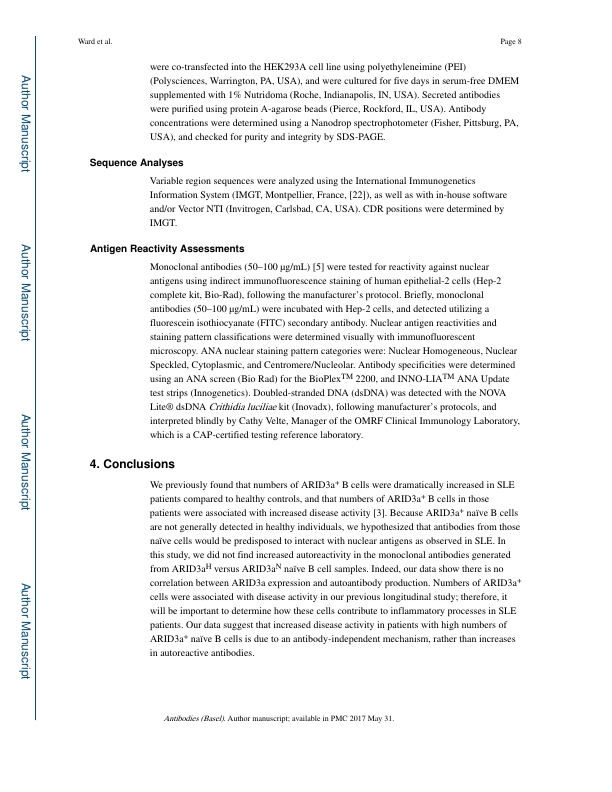 Ward et al.
Page 8
Author Manuscript
Author Manuscript
Author Manuscript
Author Manuscript
were co-transfected into the HEK293A cell line using polyethyleneimine (PEI)
(Polysciences, Warrington, PA, USA), and were cultured for five days in serum-free DMEM
supplemented with 1% Nutridoma (Roche, Indianapolis, IN, USA). Secreted antibodies
were purified using protein A-agarose beads (Pierce, Rockford, IL, USA). Antibody
concentrations were determined using a Nanodrop spectrophotometer (Fisher, Pittsburg, PA,
USA), and checked for purity and integrity by SDS-PAGE.
Sequence Analyses
Variable region sequences were analyzed using the International Immunogenetics
Information System (IMGT, Montpellier, France, [22]), as well as with in-house software
and/or Vector NTI (Invitrogen, Carlsbad, CA, USA). CDR positions were determined by
IMGT.
Antigen Reactivity Assessments
Monoclonal antibodies (50–100 μg/mL) [5] were tested for reactivity against nuclear
antigens using indirect immunofluorescence staining of human epithelial-2 cells (Hep-2
complete kit, Bio-Rad), following the manufacturer's protocol. Briefly, monoclonal
antibodies (50–100 μg/mL) were incubated with Hep-2 cells, and detected utilizing a
fluorescein isothiocyanate (FITC) secondary antibody. Nuclear antigen reactivities and
staining pattern classifications were determined visually with immunofluorescent
microscopy. ANA nuclear staining pattern categories were: Nuclear Homogeneous, Nuclear
Speckled, Cytoplasmic, and Centromere/Nucleolar. Antibody specificities were determined
using an ANA screen (Bio Rad) for the BioPlex™ 2200, and INNO-LIA™ ANA Update
test strips (Innogenetics). Doubled-stranded DNA (dsDNA) was detected with the NOVA
Lite® dsDNA Crithidia luciliae kit (Inovadx), following manufacturer's protocols, and
interpreted blindly by Cathy Velte, Manager of the OMRF Clinical Immunology Laboratory,
which is a CAP-certified testing reference laboratory.
4. Conclusions
We previously found that numbers of ARID3a⁺ B cells were dramatically increased in SLE
patients compared to healthy controls, and that numbers of ARID3a⁺ B cells in those
patients were associated with increased disease activity [3]. Because ARID3a⁺ naïve B cells
are not generally detected in healthy individuals, we hypothesized that antibodies from those
naïve cells would be predisposed to interact with nuclear antigens as observed in SLE. In
this study, we did not find increased autoreactivity in the monoclonal antibodies generated
from ARID3aᴴ versus ARID3aᴺ naïve B cell samples. Indeed, our data show there is no
correlation between ARID3a expression and autoantibody production. Numbers of ARID3a⁺
cells were associated with disease activity in our previous longitudinal study; therefore, it
will be important to determine how these cells contribute to inflammatory processes in SLE
patients. Our data suggest that increased disease activity in patients with high numbers of
ARID3a⁺ naïve B cells is due to an antibody-independent mechanism, rather than increases
in autoreactive antibodies.
Antibodies (Basel). Author manuscript; available in PMC 2017 May 31.